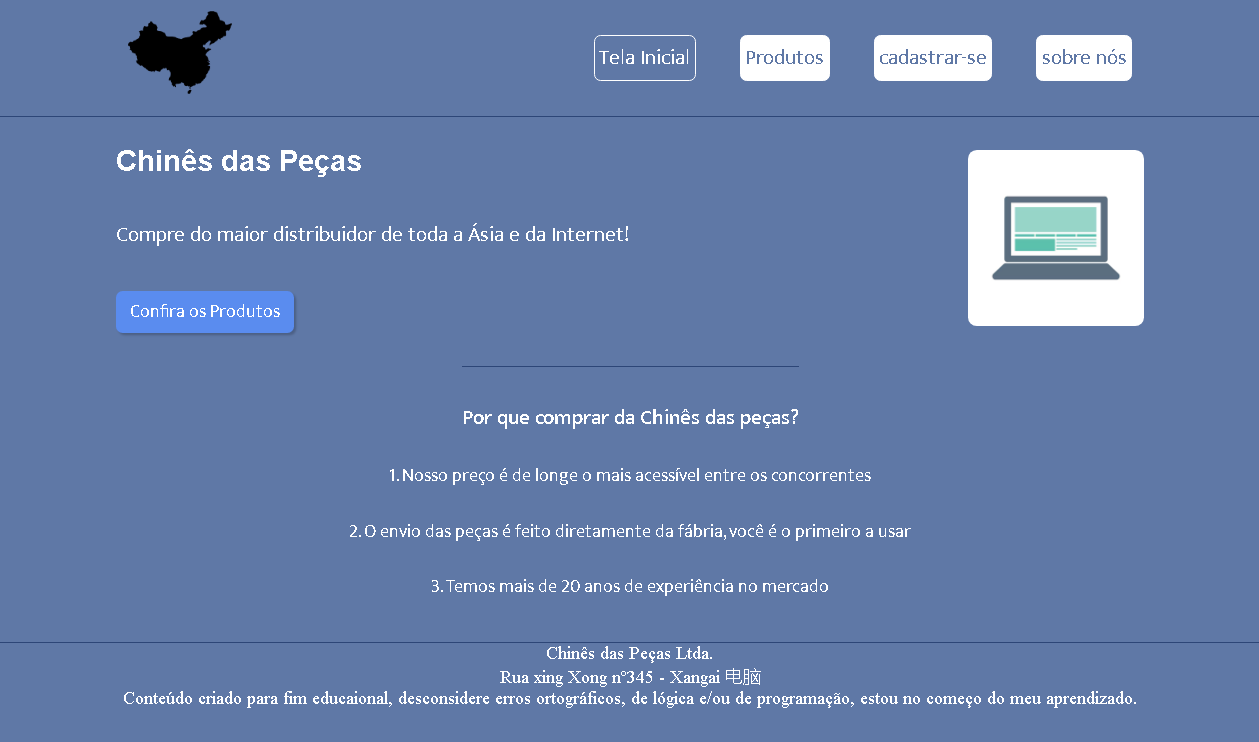 Tela Inicial Produtos cadastrar-se sobre nós
Chinês das Peças
Compre do maior distribuidor de toda a Ásia e da Internet!
Confira os Produtos
Por que comprar da Chinês das peças?
1. Nosso preço é de longe o mais acessível entre os concorrentes
2. O envio das peças é feito diretamente da fábria, você é o primeiro a usar
3. Temos mais de 20 anos de experiência no mercado
Chinês das Peças Ltda.
Rua xing Xong nº345 - Xangai 电脑
Conteúdo criado para fim educaional, desconsidere erros ortográficos, de lógica e/ou de programação, estou no começo do meu aprendizado.